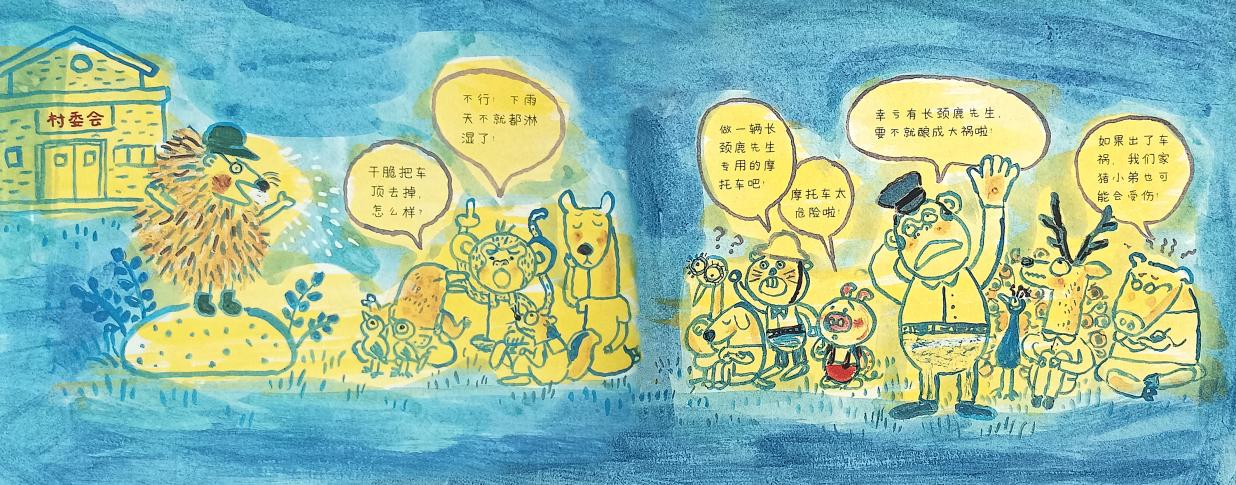 村委会
干脆把车
顶去掉，
怎么样？
不行！下雨
天不就都淋
湿了！
做一辆长
颈鹿先生
专用的摩
托车吧！
摩托车太
危险啦！
幸亏有长颈鹿先生，
要不就酿成大祸啦！
如果出了车
祸，我们家
猪小弟也可
能会受伤！
？？